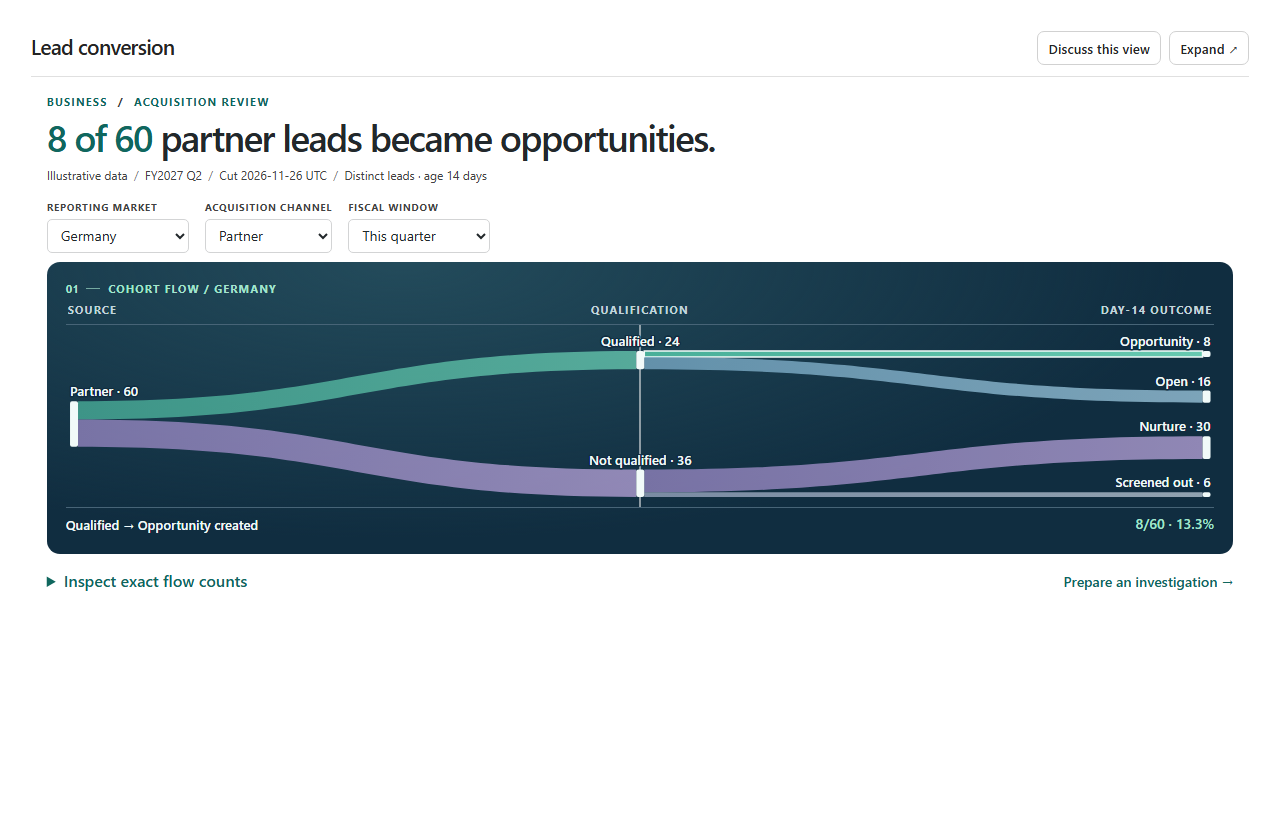 Lead conversion
Discuss this view
Expand ↗
BUSINESS / ACQUISITION REVIEW
8 of 60 partner leads became opportunities.
Illustrative data / FY2027 Q2 / Cut 2026-11-26 UTC / Distinct leads · age 14 days
REPORTING MARKET
ACQUISITION CHANNEL
FISCAL WINDOW
Germany
Partner
This quarter
01 — COHORT FLOW / GERMANY
SOURCE
QUALIFICATION
DAY-14 OUTCOME
Qualified · 24
Opportunity · 8
Open · 16
Partner · 60
Nurture · 30
Not qualified · 36
Screened out · 6
Qualified → Opportunity created
8/60 · 13.3%
▶ Inspect exact flow counts
Prepare an investigation →